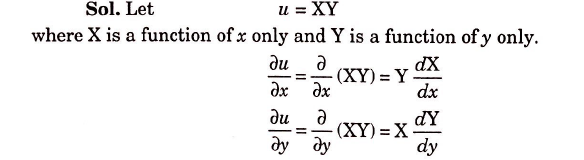 Sol. Let u = XY
where X is a function of x only and Y is a function of y only.
∂u/∂x = ∂/∂x (XY) = Y dX/dx
∂u/∂y = ∂/∂y (XY) = X dY/dy